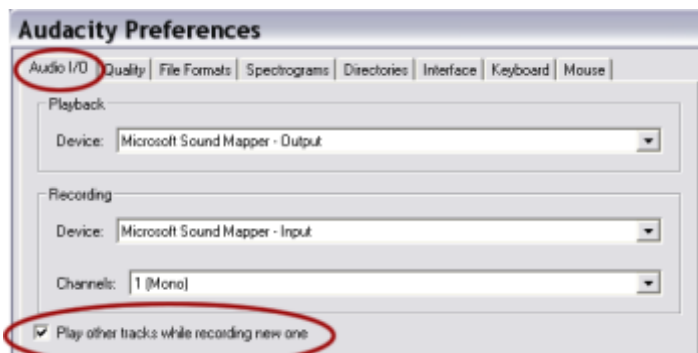 Audacity Preferences
Audio I/O Quality File Formats Spectrograms Directories Interface Keyboard Mouse
Playback
Device: Microsoft Sound Mapper - Output
Recording
Device: Microsoft Sound Mapper - Input
Channels: 1 (Mono)
Play other tracks while recording new one